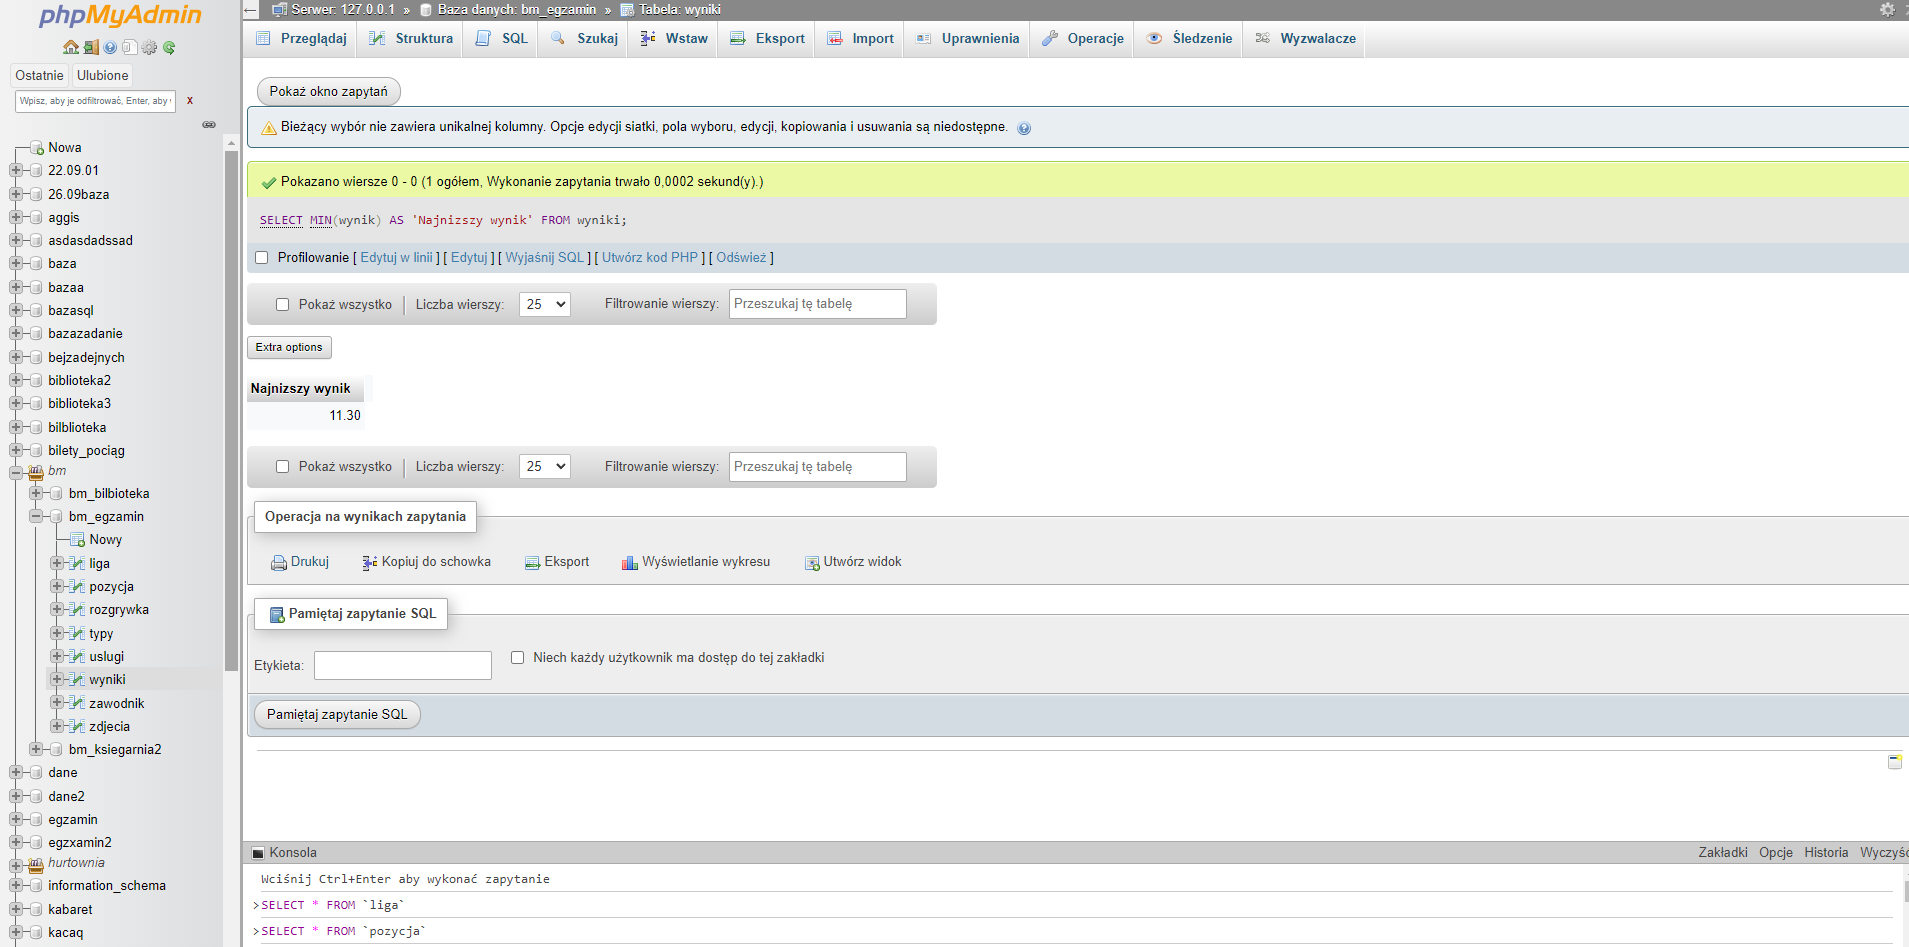 phpMyAdmin
Ostatnie Ulubione
Wpisz, aby je odfiltrować, Enter, aby X
Nowa
22.09.01
26.09baza
aggis
asdasdadssad
baza
bazaa
bazasql
bazazadanie
bejzadejnych
biblioteka2
biblioteka3
bilblioteka
bilety_pociąg
bm
bm_bilbioteka
bm_egzamin
Nowy
liga
pozycja
rozgrywka
typy
uslugi
wyniki
zawodnik
zdjecia
bm_ksiegarnia2
dane
dane2
egzamin
egzxamin2
hurtownia
information_schema
kabaret
kacaq
Serwer: 127.0.0.1 » Baza danych: bm_egzamin » Tabela: wyniki
Przeglądaj Struktura SQL Szukaj Wstaw Eksport Import Uprawnienia Operacje Śledzenie Wyzwalacze
Pokaż okno zapytań
Bieżący wybór nie zawiera unikalnej kolumny. Opcje edycji siatki, pola wyboru, edycji, kopiowania i usuwania są niedostępne.
Pokazano wiersze 0 - 0 (1 ogółem, Wykonanie zapytania trwało 0,0002 sekund(y).)
SELECT MIN(wynik) AS 'Najnizszy wynik' FROM wyniki;
Profilowanie [ Edytuj w linii ] [ Edytuj ] [ Wyjaśnij SQL ] [ Utwórz kod PHP ] [ Odśwież ]
Pokaż wszystko | Liczba wierszy: 25 Filtrowanie wierszy: Przeszukaj tę tabelę
Extra options
Najnizszy wynik
11.30
Pokaż wszystko | Liczba wierszy: 25 Filtrowanie wierszy: Przeszukaj tę tabelę
Operacja na wynikach zapytania
Drukuj Kopiuj do schowka Eksport Wyświetlanie wykresu Utwórz widok
Pamiętaj zapytanie SQL
Etykieta: Niech każdy użytkownik ma dostęp do tej zakładki
Pamiętaj zapytanie SQL
Konsola Zakładki Opcje Historia Wyczyść
Wciśnij Ctrl+Enter aby wykonać zapytanie
>SELECT * FROM `liga`
>SELECT * FROM `pozycja`